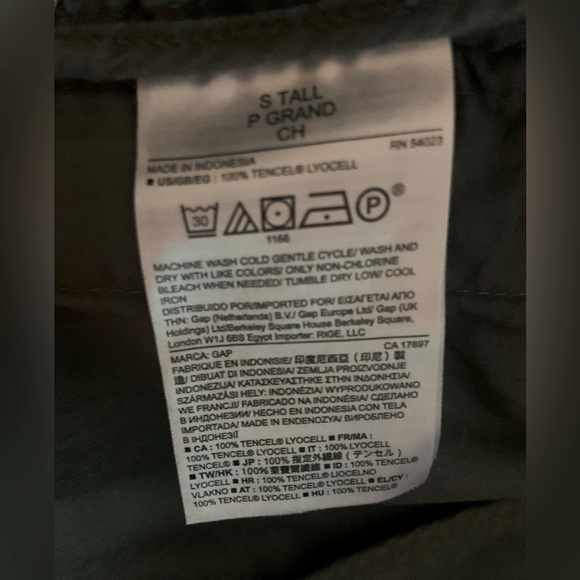 S TALL
P GRAND
CH
RN 54023
MADE IN INDONESIA
■ US/GB/EG : 100% TENCEL® LYOCELL
30 P ®
1166
MACHINE WASH COLD GENTLE CYCLE/ WASH AND
DRY WITH LIKE COLORS/ ONLY NON-CHLORINE
BLEACH WHEN NEEDED/ TUMBLE DRY LOW/ COOL
IRON
DISTRIBUIDO POR/IMPORTED FOR/ ΕΙΣΑΓΕΤΑΙ ΑΠΟ
ΤΗΝ: Gap (Netherlands) B.V./ Gap Europe Ltd/ Gap (UK
Holdings) Ltd/Berkeley Square House Berkeley Square,
London W1J 6BS Egypt Importer: RIGE, LLC
MARCA: GAP CA 17897
FABRIQUE EN INDONISIE/ 印度尼西亞 (印尼) 製
造/ DIBUAT DI INDONESIA/ ZEMLJA PROIZVODNJE
INDONEZIJA/ ΚΑΤΑΣΚΕΥΑΣΤΗΚΕ ΣΤΗΝ ΙΝΔΟΝΗΣΙΑ/
SZÁRMAZÁSI HELY: INDONÉZIA/ WYPRODUKOWANO
WE FRANCJI/ FABRICADO NA INDONÉSIA/ СДЕЛАНО
В ИНДОНЕЗИИ/ HECHO EN INDONESIA CON TELA
IMPORTADA/ MADE IN ENDONEZYA/ ВИРОБЛЕНО
В ІНДОНЕЗІЇ
■ CA : 100% TENCEL® LYOCELL ■ FR/MA :
100% TENCEL® LYOCELL ■ IT : 100% LYOCELL
TENCEL® ■ JP : 100% 指定外繊維 (テンセル)
■ TW/HK : 100% 萊賽爾纖維 ■ ID : 100% TENCEL®
LYOCELL ■ HR : 100% TENCEL® LIOCELNO
VLAKNO ■ AT : 100% TENCEL® LYOCELL ■ EL/CY :
100% TENCEL® LYOCELL ■ HU : 100% TENCEL®